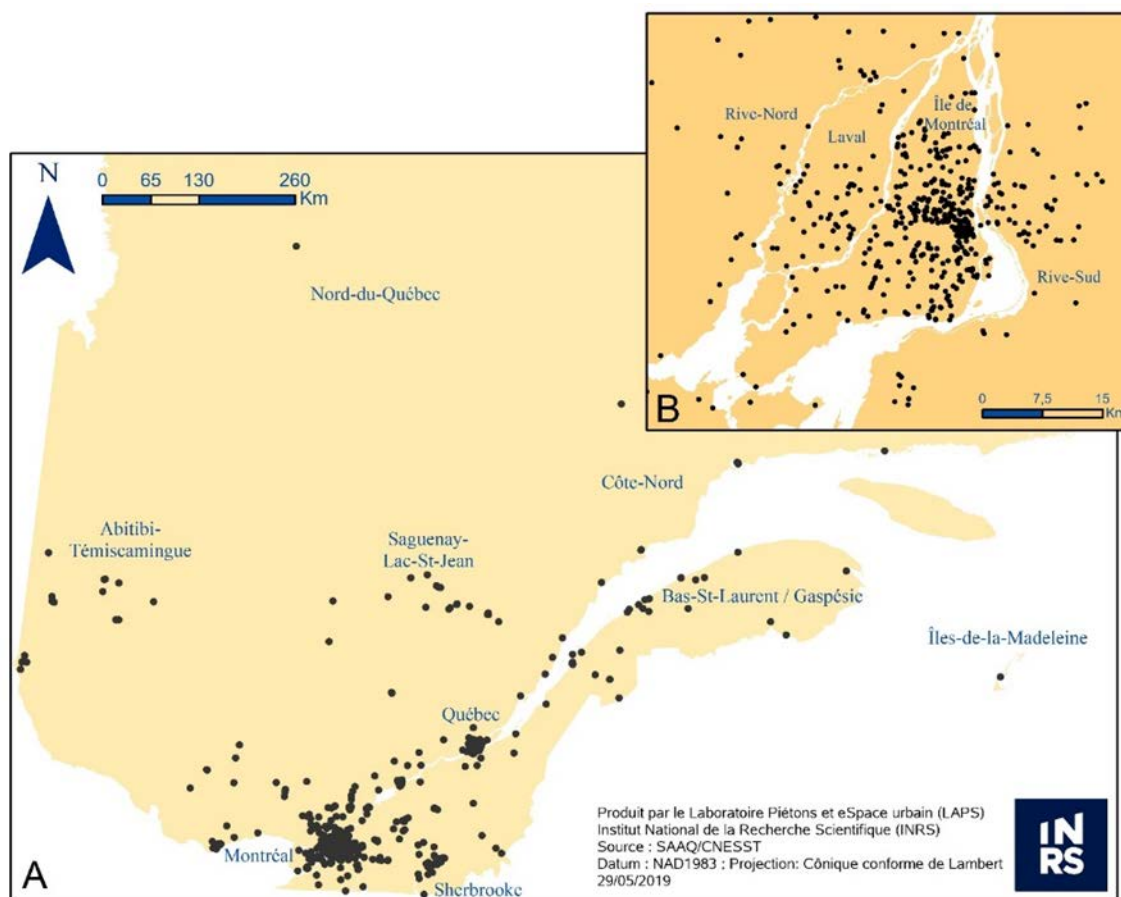 N
0 65 130 260
Km
Nord-du-Québec
Côte-Nord
Abitibi-
Témiscamingue
Saguenay-
Lac-St-Jean
Bas-St-Laurent / Gaspésie
Îles-de-la-Madeleine
Québec
Montréal
Sherbrooke
A
Rive-Nord
Laval
Île de
Montréal
Rive-Sud
B
0 7,5 15
Km
Produit par le Laboratoire Piétons et eSpace urbain (LAPS)
Institut National de la Recherche Scientifique (INRS)
Source : SAAQ/CNESST
Datum : NAD1983 ; Projection: Cônique conforme de Lambert
29/05/2019
IN
RS